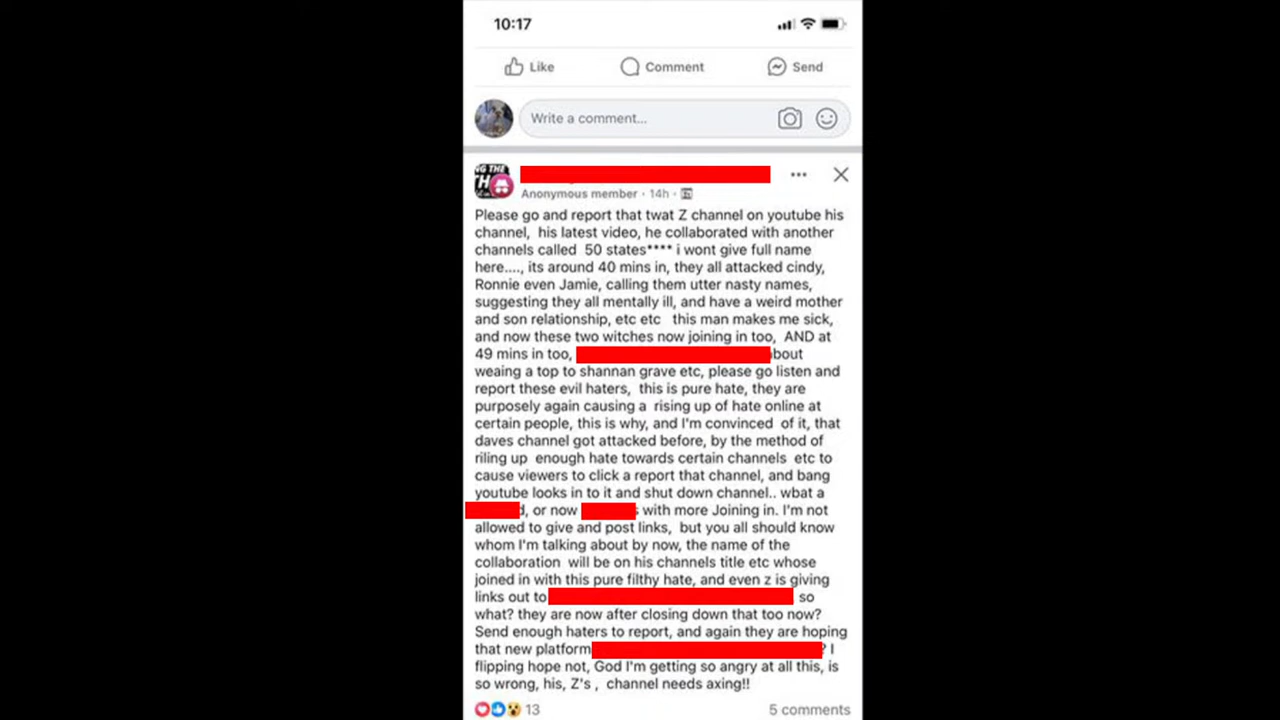 10:17
Like Comment Send
Write a comment...
Anonymous member · 14h ·
Please go and report that twat Z channel on youtube his
channel, his latest video, he collaborated with another
channels called 50 states**** i wont give full name
here...., its around 40 mins in, they all attacked cindy,
Ronnie even Jamie, calling them utter nasty names,
suggesting they all mentally ill, and have a weird mother
and son relationship, etc etc this man makes me sick,
and now these two witches now joining in too, AND at
49 mins in too, about
weaing a top to shannan grave etc, please go listen and
report these evil haters, this is pure hate, they are
purposely again causing a rising up of hate online at
certain people, this is why, and I'm convinced of it, that
daves channel got attacked before, by the method of
riling up enough hate towards certain channels etc to
cause viewers to click a report that channel, and bang
youtube looks in to it and shut down channel.. wbat a
d, or now s with more Joining in. I'm not
allowed to give and post links, but you all should know
whom I'm talking about by now, the name of the
collaboration will be on his channels title etc whose
joined in with this pure filthy hate, and even z is giving
links out to so
what? they are now after closing down that too now?
Send enough haters to report, and again they are hoping
that new platform ? I
flipping hope not, God I'm getting so angry at all this, is
so wrong, his, Z's , channel needs axing!!
13 5 comments